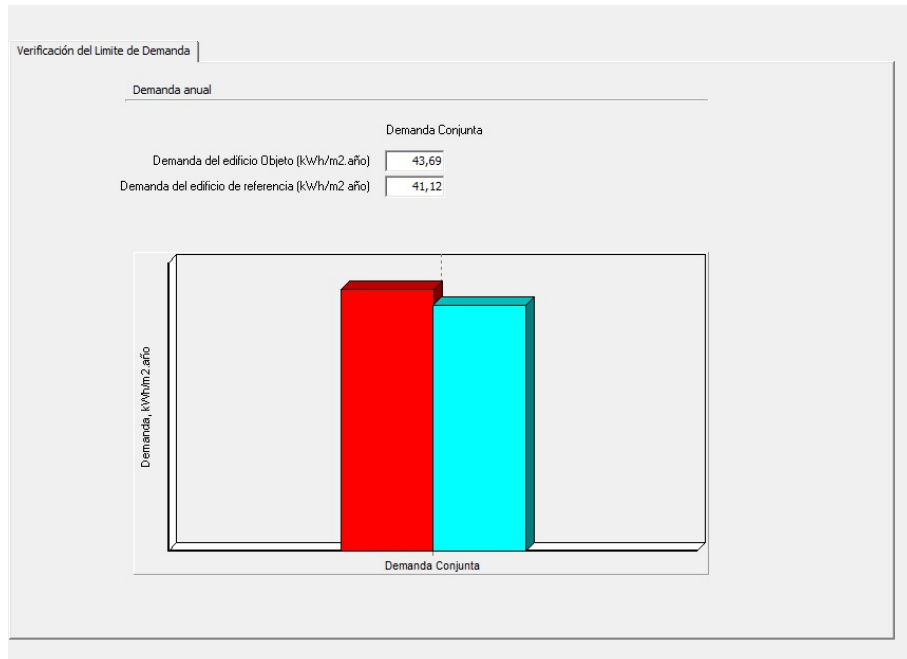 Verificación del Limite de Demanda
Demanda anual
Demanda Conjunta
Demanda del edificio Objeto (kWh/m2.año) 43,69
Demanda del edificio de referencia (kWh/m2 año) 41,12
Demanda, kWh/m2.año
Demanda Conjunta